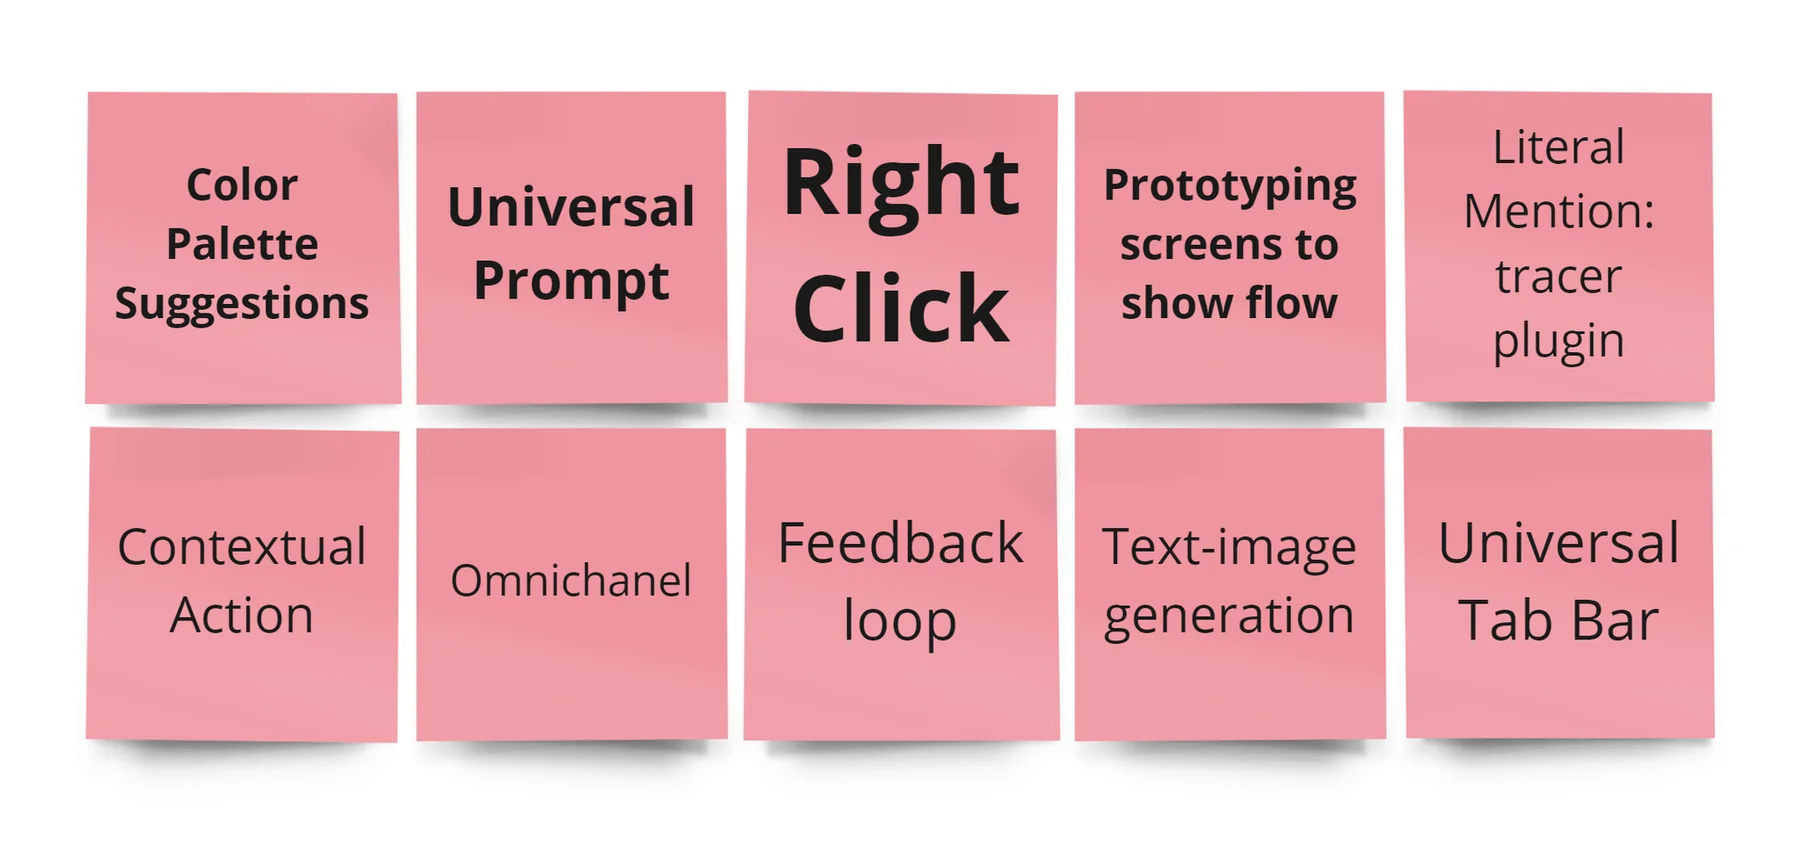 Color
Palette
Suggestions
Universal
Prompt
Right
Click
Prototyping
screens to
show flow
Literal
Mention:
tracer
plugin
Contextual
Action
Omnichanel
Feedback
loop
Text-image
generation
Universal
Tab Bar